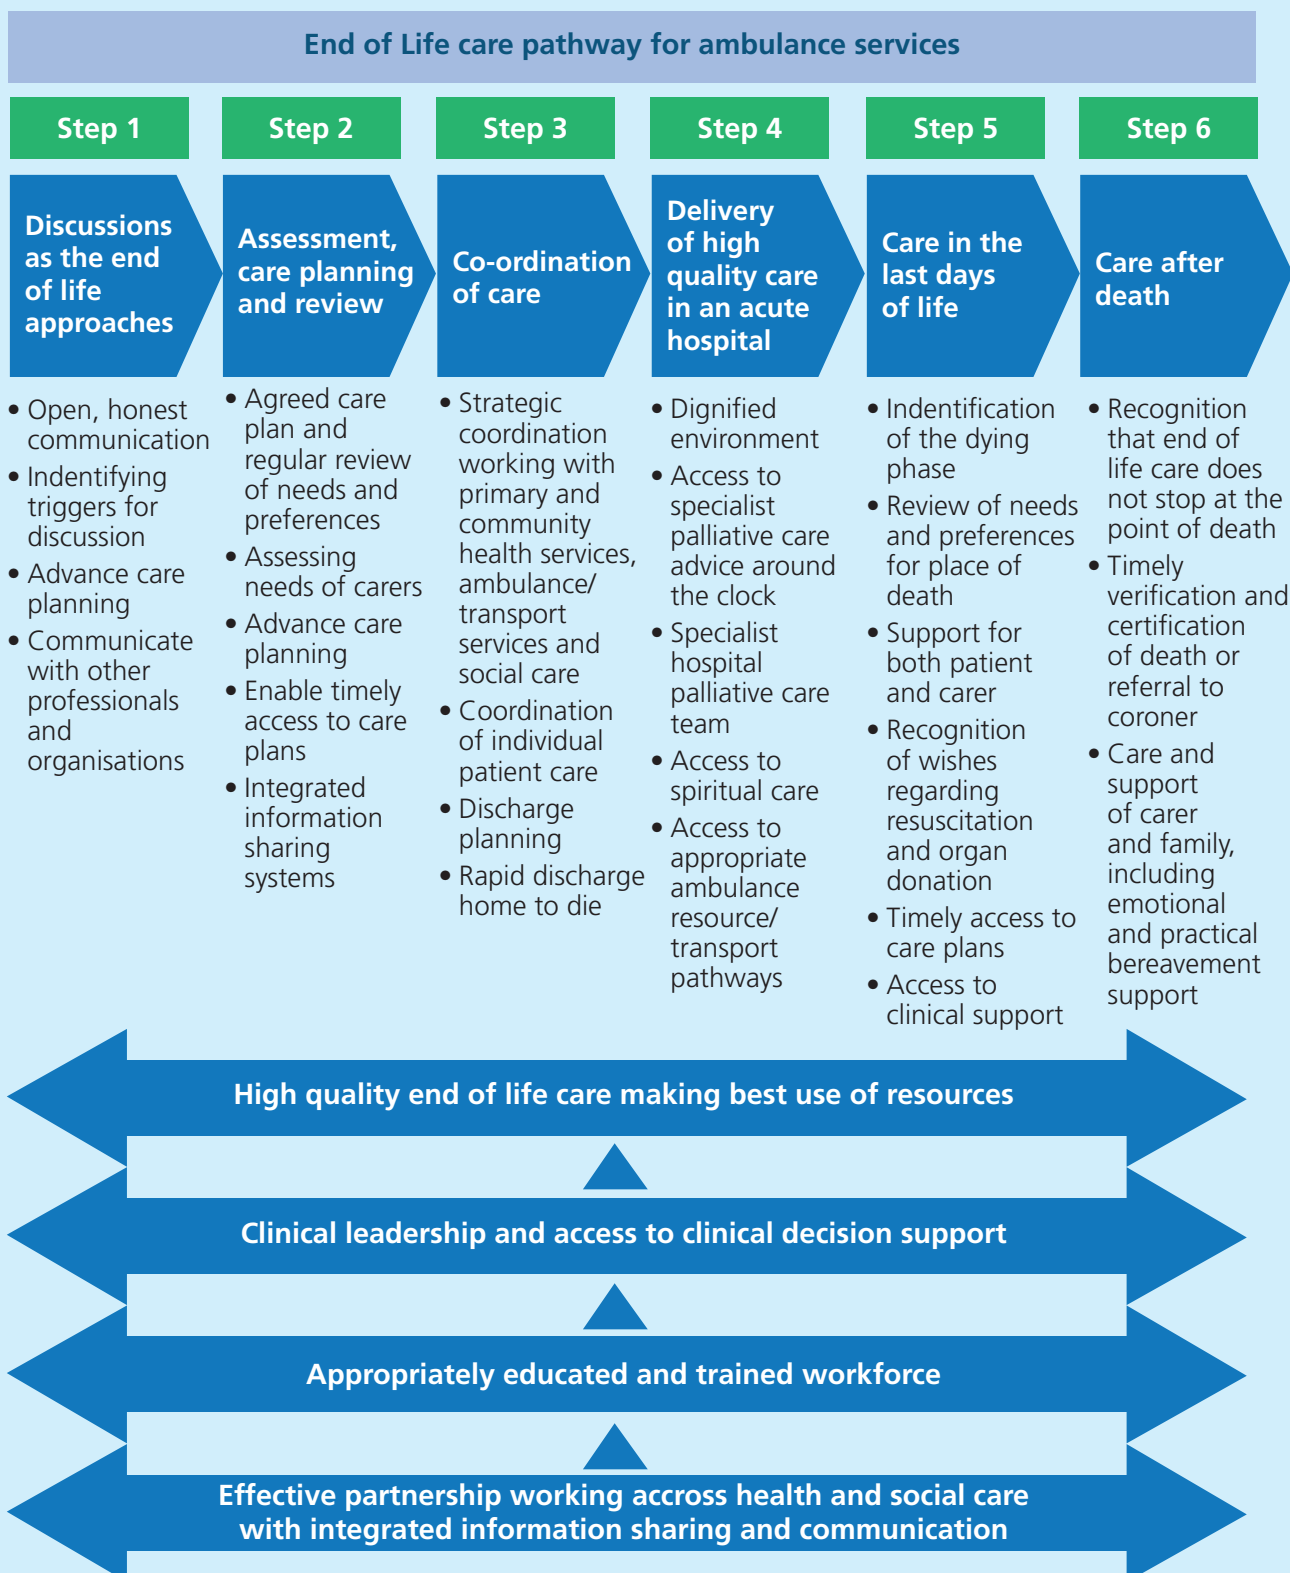 End of Life care pathway for ambulance services
Step 1
Step 2
Step 3
Step 4
Step 5
Step 6
Discussions
as the end
of life
approaches
Assessment,
care planning
and review
Co-ordination
of care
Delivery
of high
quality care
in an acute
hospital
Care in the
last days
of life
Care after
death
• Open, honest
communication
• Indentifying
triggers for
discussion
• Advance care
planning
• Communicate
with other
professionals
and
organisations
• Agreed care
plan and
regular review
of needs and
preferences
• Assessing
needs of carers
• Advance care
planning
• Enable timely
access to care
plans
• Integrated
information
sharing
systems
• Strategic
coordination
working with
primary and
community
health services,
ambulance/
transport
services and
social care
• Coordination
of individual
patient care
• Discharge
planning
• Rapid discharge
home to die
• Dignified
environment
• Access to
specialist
palliative care
advice around
the clock
• Specialist
hospital
palliative care
team
• Access to
spiritual care
• Access to
appropriate
ambulance
resource/
transport
pathways
• Indentification
of the dying
phase
• Review of needs
and preferences
for place of
death
• Support for
both patient
and carer
• Recognition
of wishes
regarding
resuscitation
and organ
donation
• Timely access to
care plans
• Access to
clinical support
• Recognition
that end of
life care does
not stop at the
point of death
• Timely
verification and
certification
of death or
referral to
coroner
• Care and
support
of carer
and family,
including
emotional
and practical
bereavement
support
High quality end of life care making best use of resources
Clinical leadership and access to clinical decision support
Appropriately educated and trained workforce
Effective partnership working accross health and social care
with integrated information sharing and communication